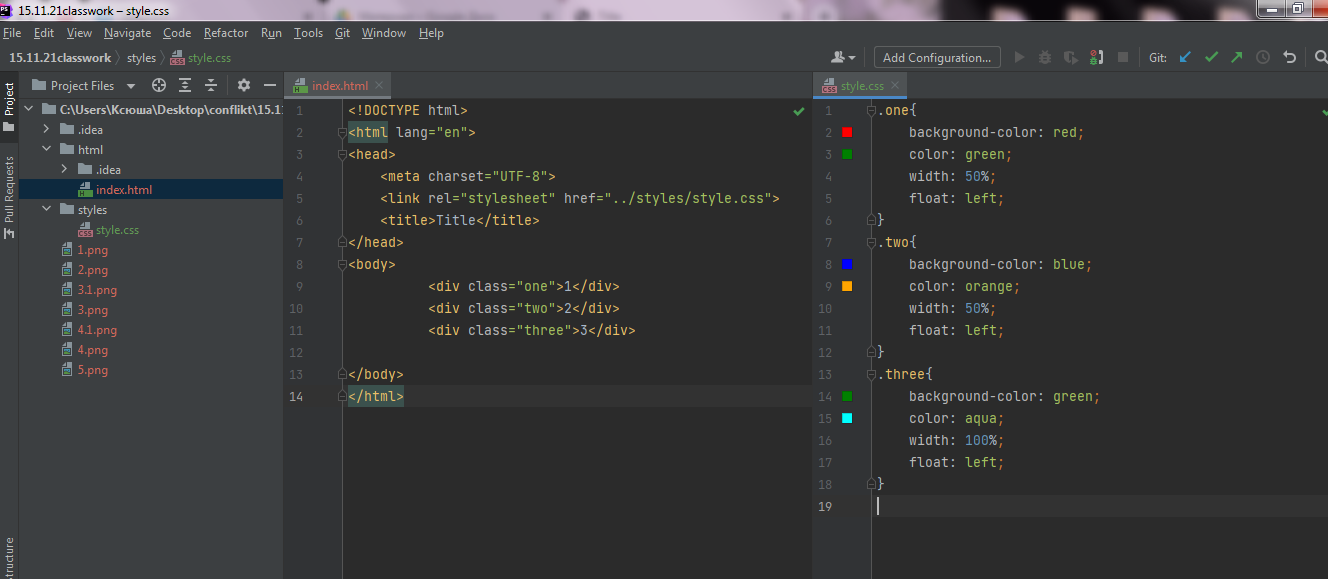 PS 15.11.21classwork – style.css
File Edit View Navigate Code Refactor Run Tools Git Window Help
15.11.21classwork styles style.css Add Configuration... Git:
Project
Pull Requests
Project Files
C:\Users\Ксюша\Desktop\conflikt\15.11
.idea
html
.idea
index.html
styles
style.css
1.png
2.png
3.1.png
3.png
4.1.png
4.png
5.png
index.html
1 <!DOCTYPE html>
2 <html lang="en">
3 <head>
4 <meta charset="UTF-8">
5 <link rel="stylesheet" href="../styles/style.css">
6 <title>Title</title>
7 </head>
8 <body>
9 <div class="one">1</div>
10 <div class="two">2</div>
11 <div class="three">3</div>
12
13 </body>
14 </html>
style.css
1 .one{
2 background-color: red;
3 color: green;
4 width: 50%;
5 float: left;
6 }
7 .two{
8 background-color: blue;
9 color: orange;
10 width: 50%;
11 float: left;
12 }
13 .three{
14 background-color: green;
15 color: aqua;
16 width: 100%;
17 float: left;
18 }
19